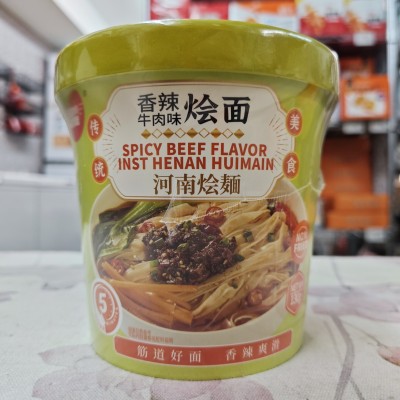 香辣
牛肉味
烩面
传统
美食
SPICY BEEF FLAVOR
INST HENAN HUIMAIN
河南燴麵
5
筋道好面 香辣爽滑